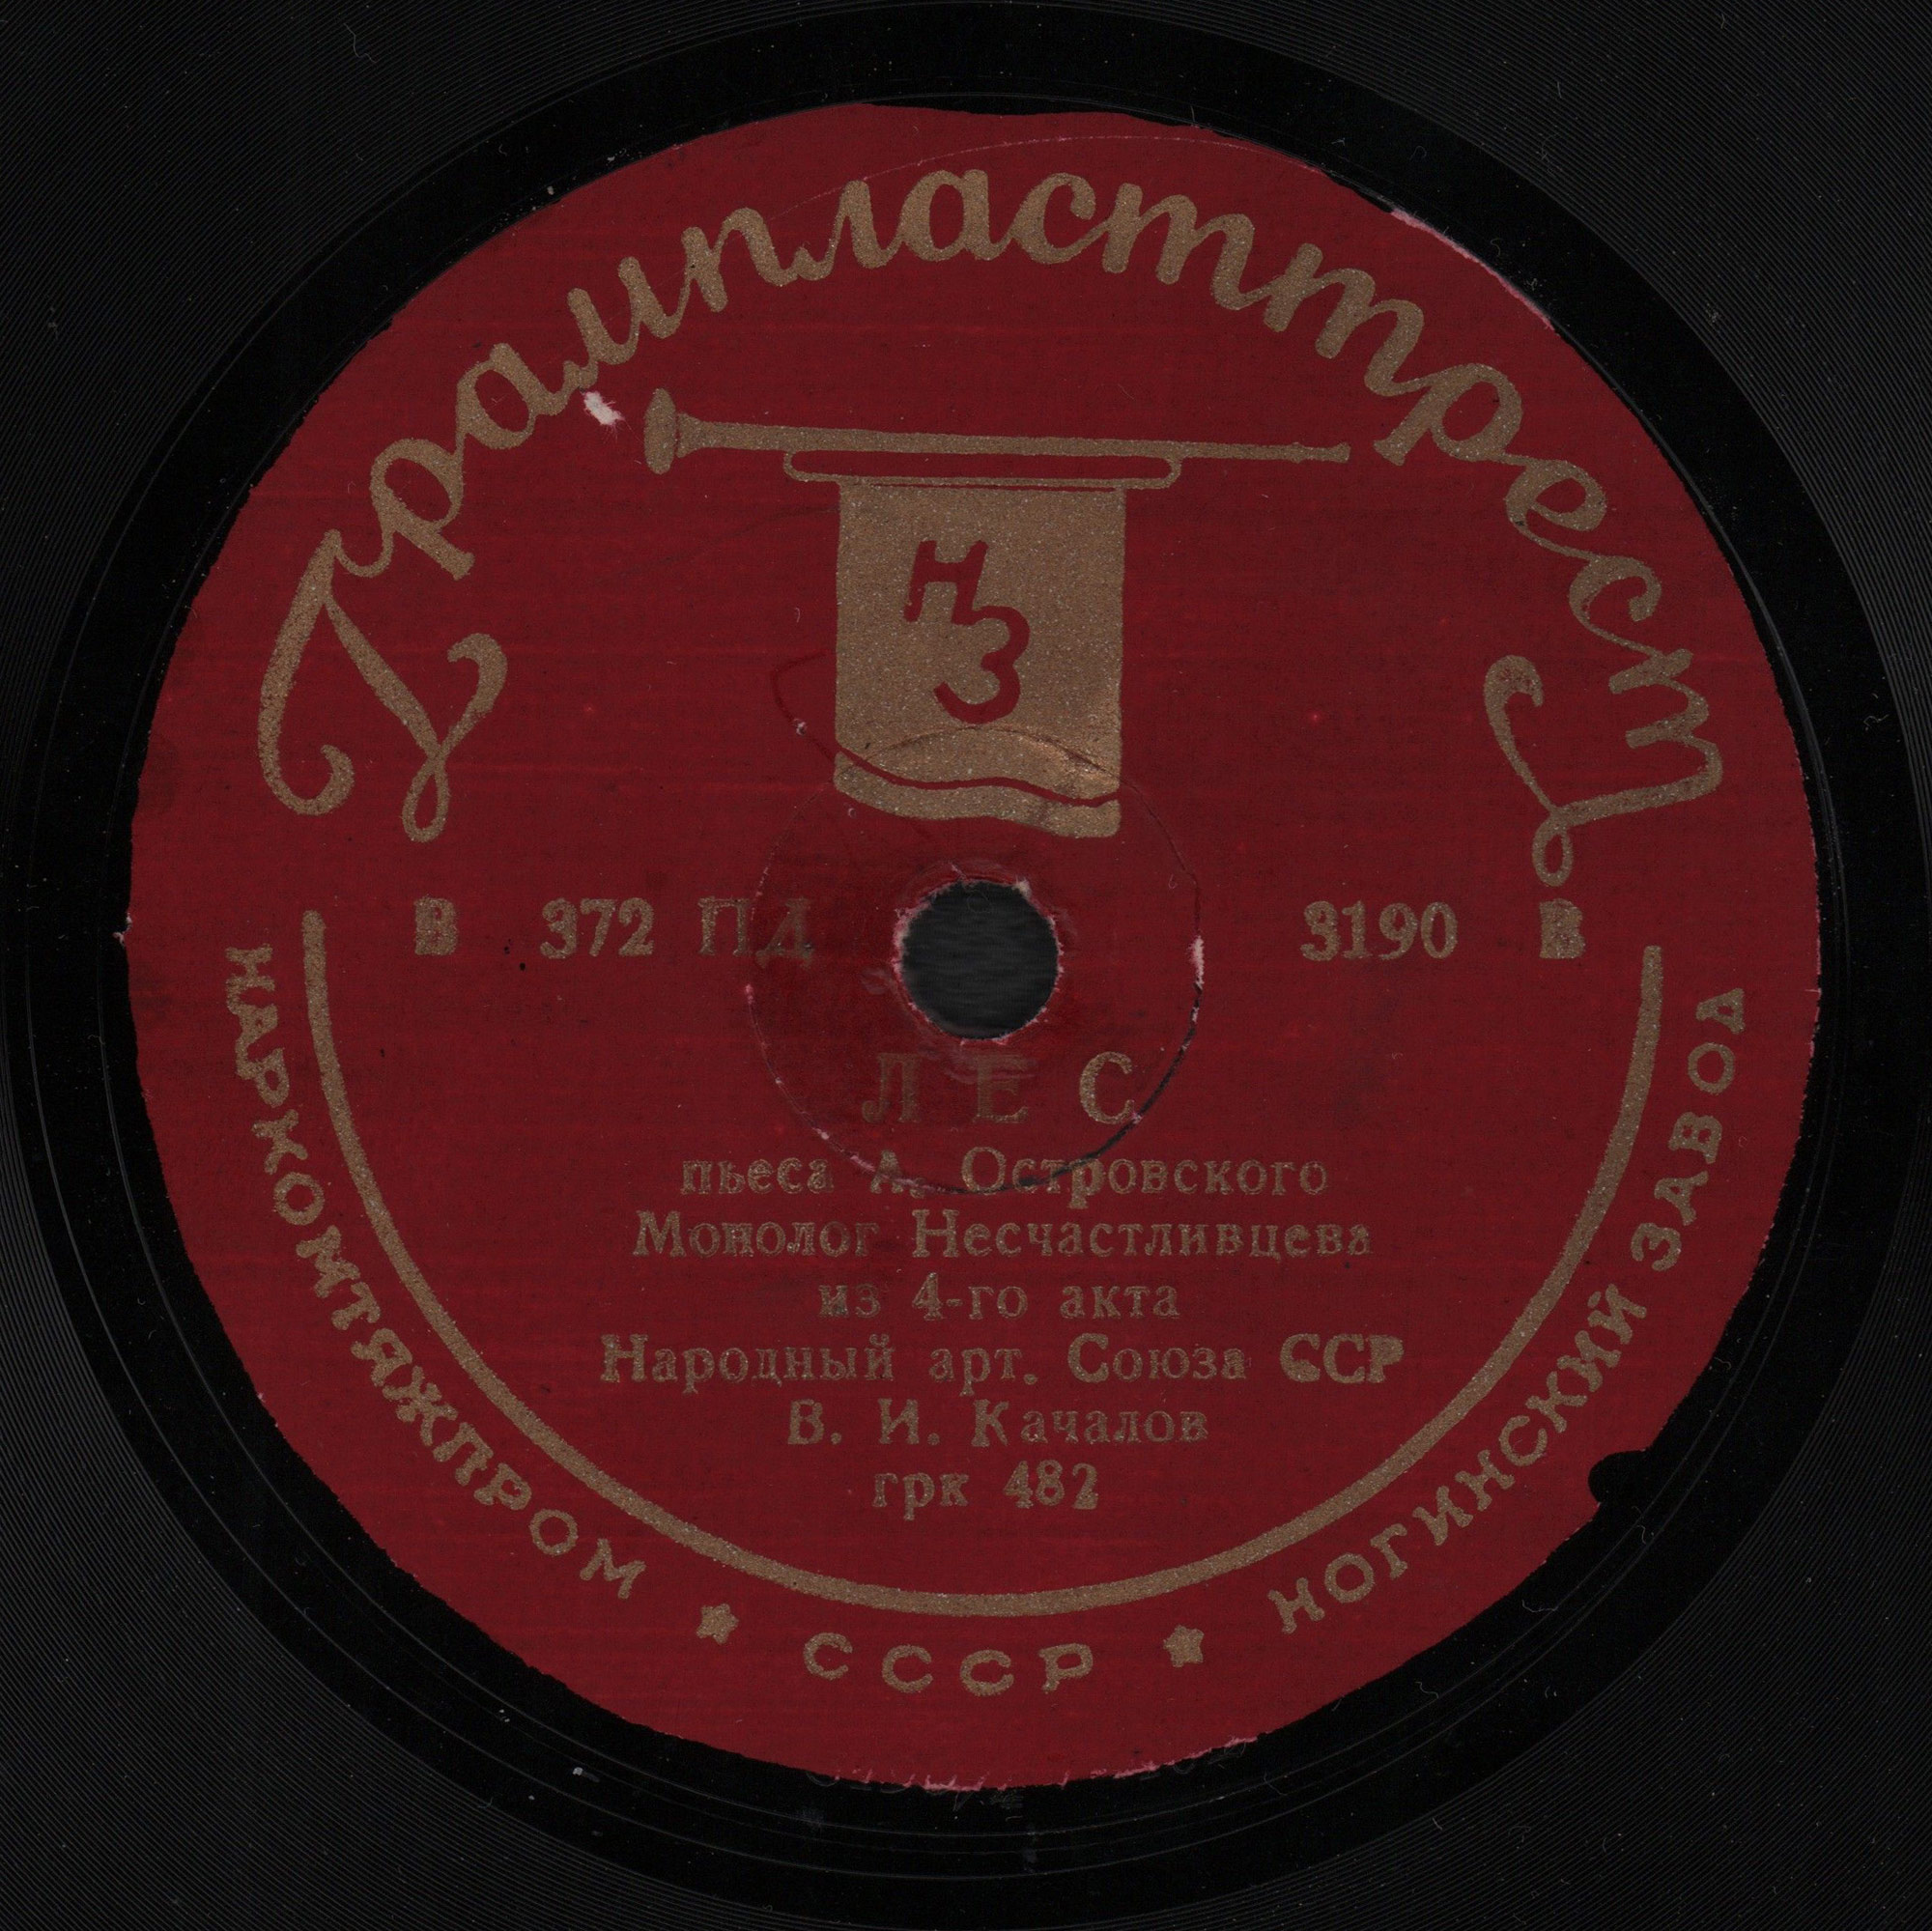 Грампласттрест
НЗ
В 372 ПД 3190 В
ЛЕС
пьеса А. Островского
Монолог Несчастливцева
из 4-го акта
Народный арт. Союза ССР
В. И. Качалов
грк 482
НАРКОМТЯЖПРОМ ★ СССР ★ НОГИНСКИЙ ЗАВОД